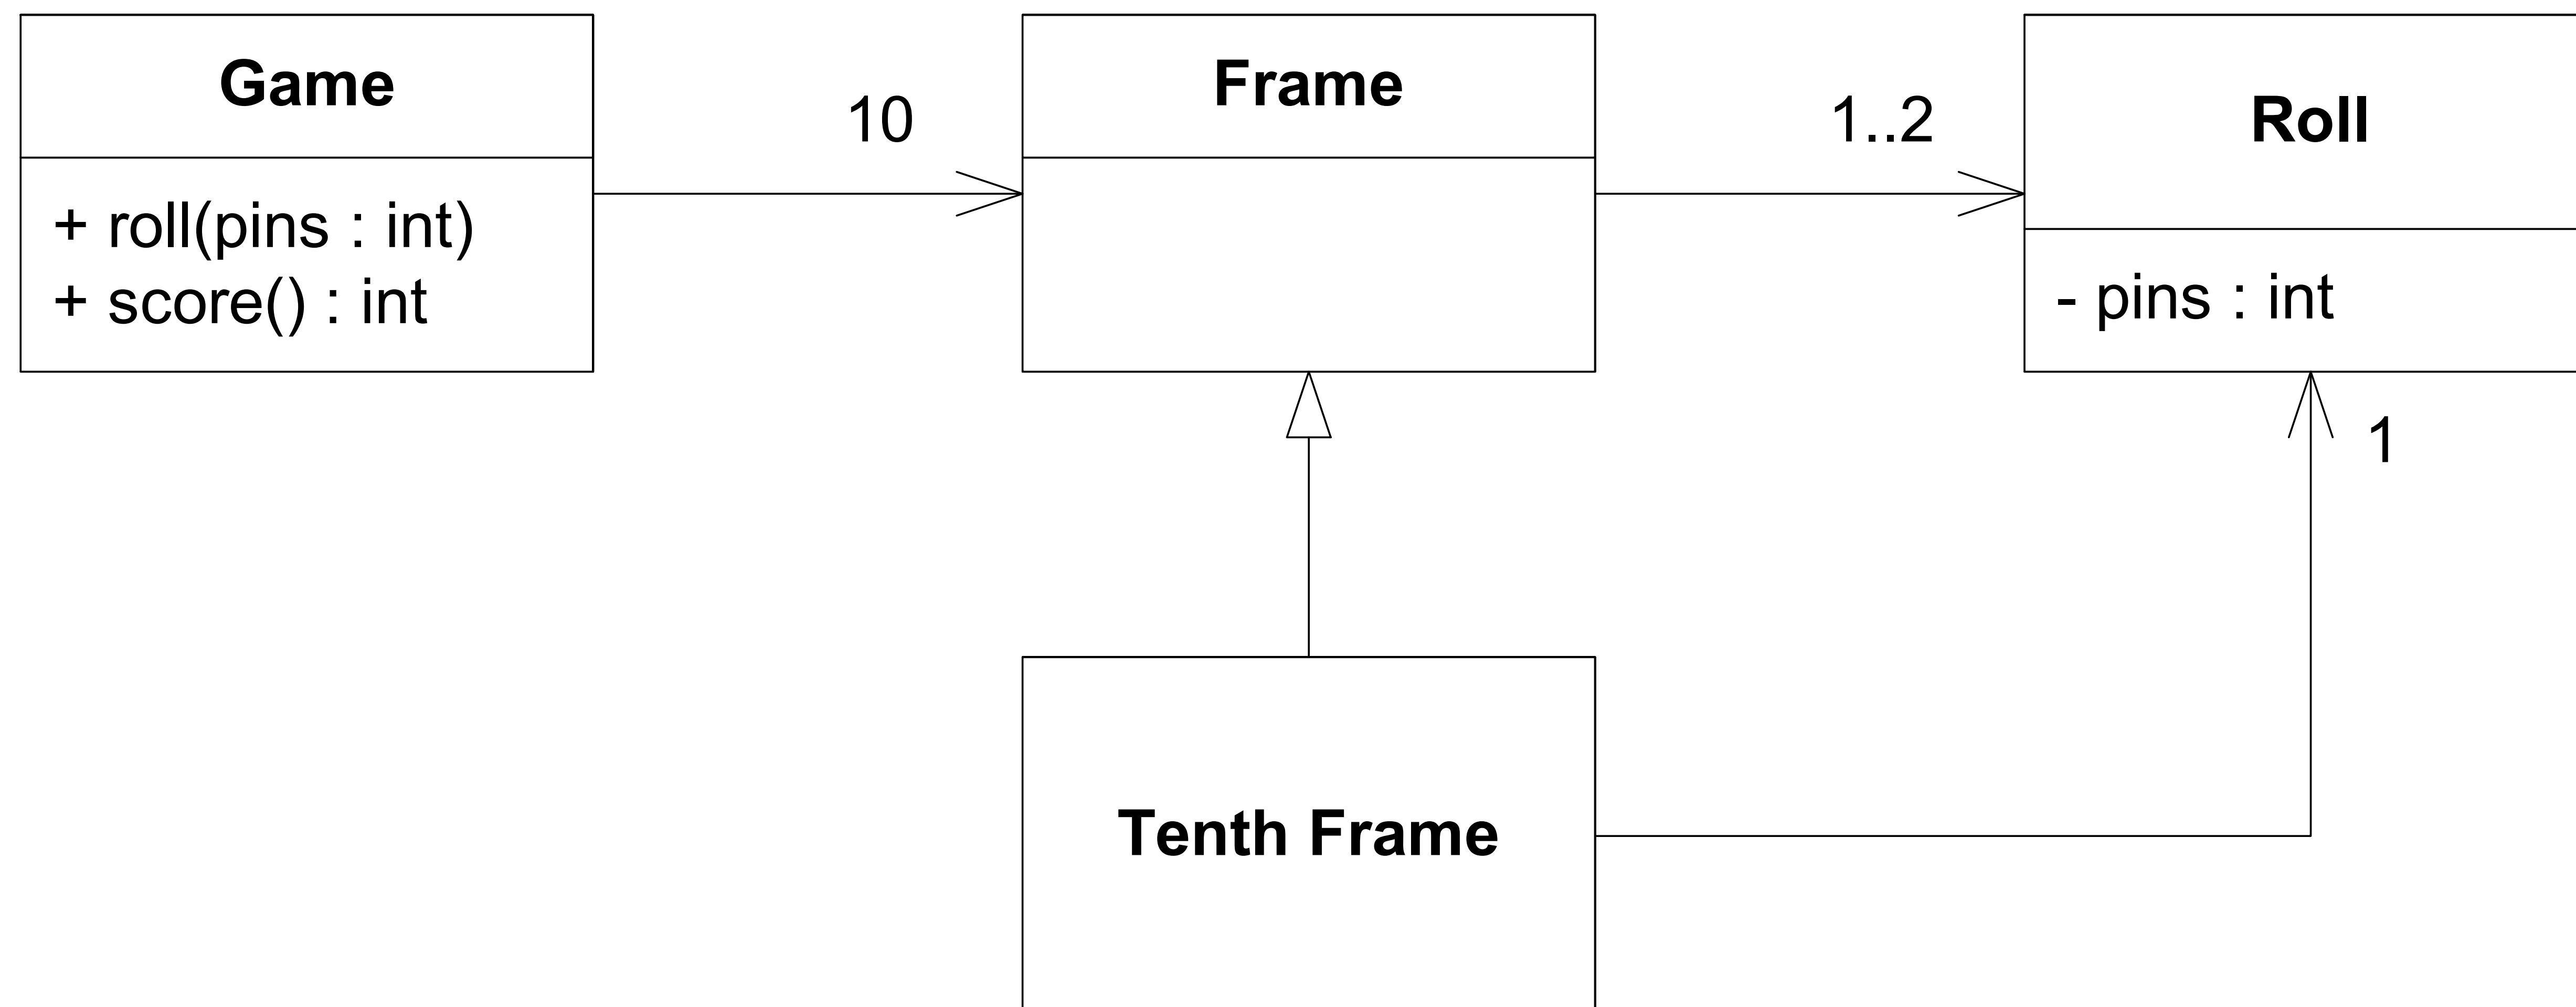 Game
+ roll(pins : int)
+ score() : int
10
Frame
1..2
Roll
- pins : int
1
Tenth Frame